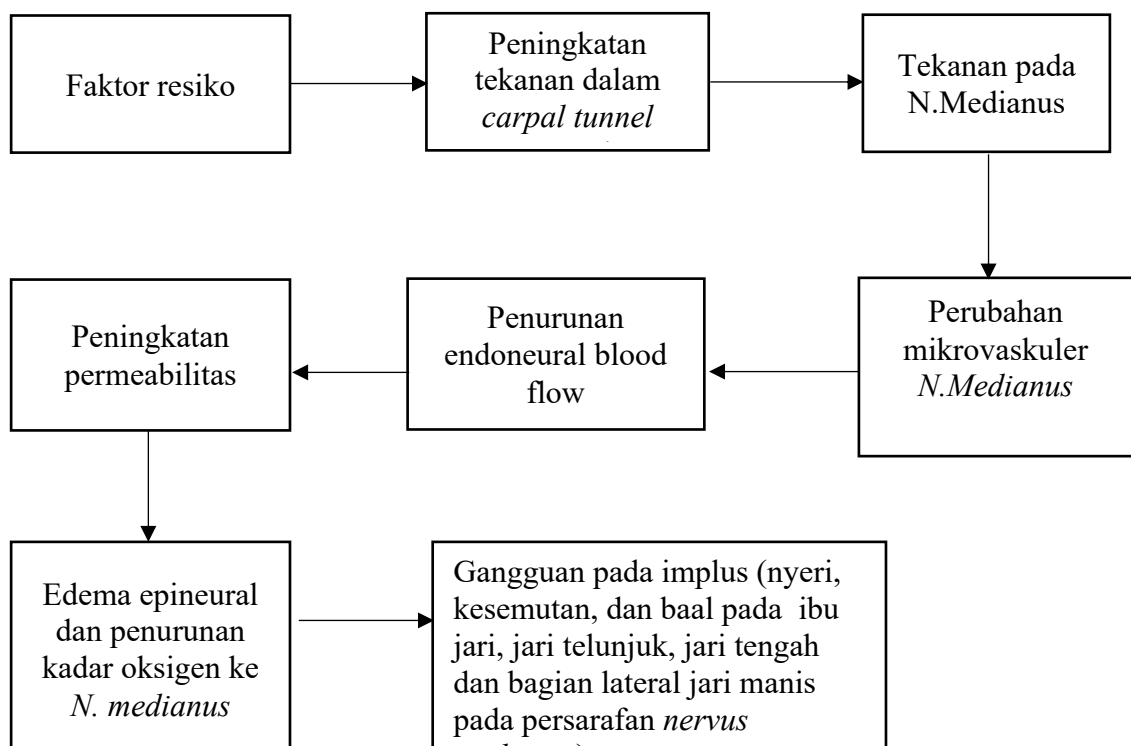 Faktor resiko
Peningkatan
tekanan dalam
carpal tunnel
Tekanan pada
N.Medianus
Perubahan
mikrovaskuler
N.Medianus
Penurunan
endoneural blood
flow
Peningkatan
permeabilitas
Edema epineural
dan penurunan
kadar oksigen ke
N. medianus
Gangguan pada implus (nyeri,
kesemutan, dan baal pada ibu
jari, jari telunjuk, jari tengah
dan bagian lateral jari manis
pada persarafan nervus